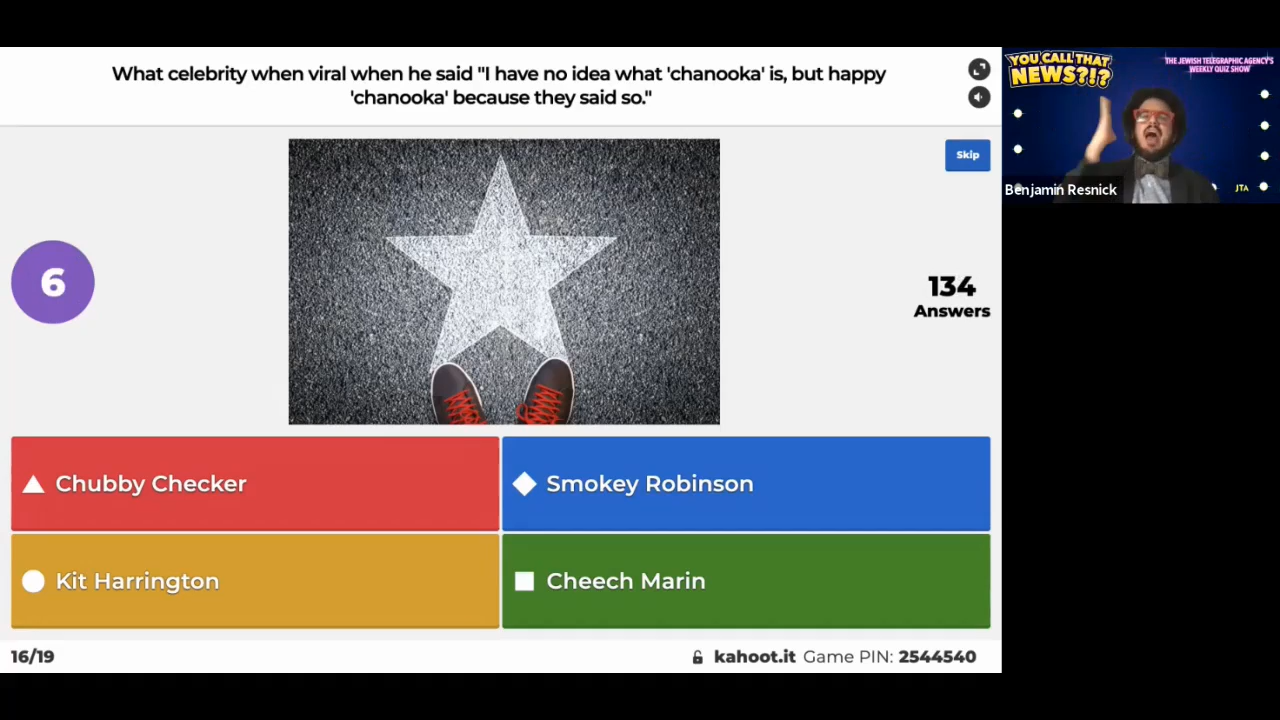 What celebrity when viral when he said "I have no idea what 'chanooka' is, but happy
'chanooka' because they said so."
YOU CALL THAT
NEWS?!?
THE JEWISH TELEGRAPHIC AGENCY'S
WEEKLY QUIZ SHOW
Skip
Benjamin Resnick
JTA
6
134
Answers
Chubby Checker
Smokey Robinson
Kit Harrington
Cheech Marin
16/19
kahoot.it Game PIN: 2544540